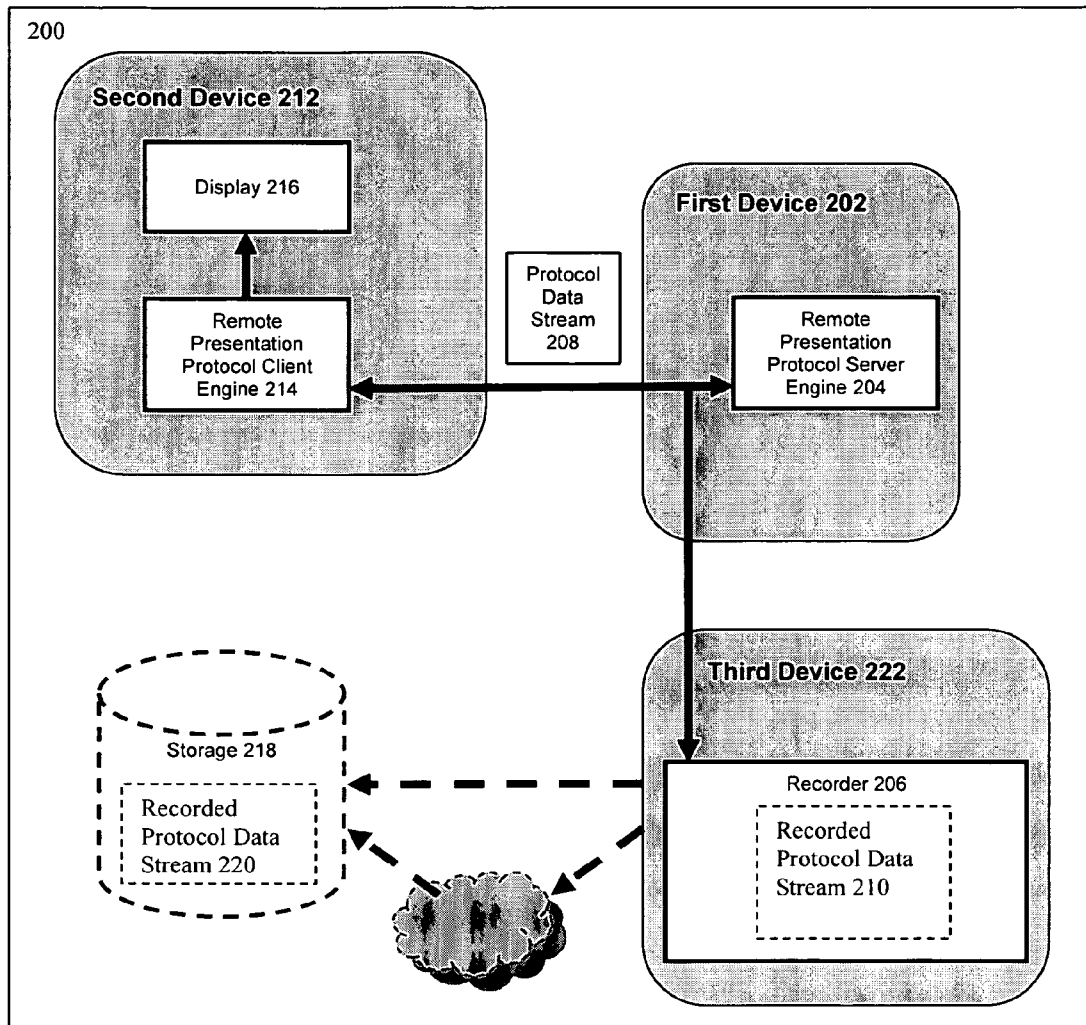 200
Second Device 212
Display 216
Remote
Presentation
Protocol Client
Engine 214
Protocol
Data
Stream
208
First Device 202
Remote
Presentation
Protocol Server
Engine 204
Storage 218
Recorded
Protocol Data
Stream 220
Third Device 222
Recorder 206
Recorded
Protocol Data
Stream 210